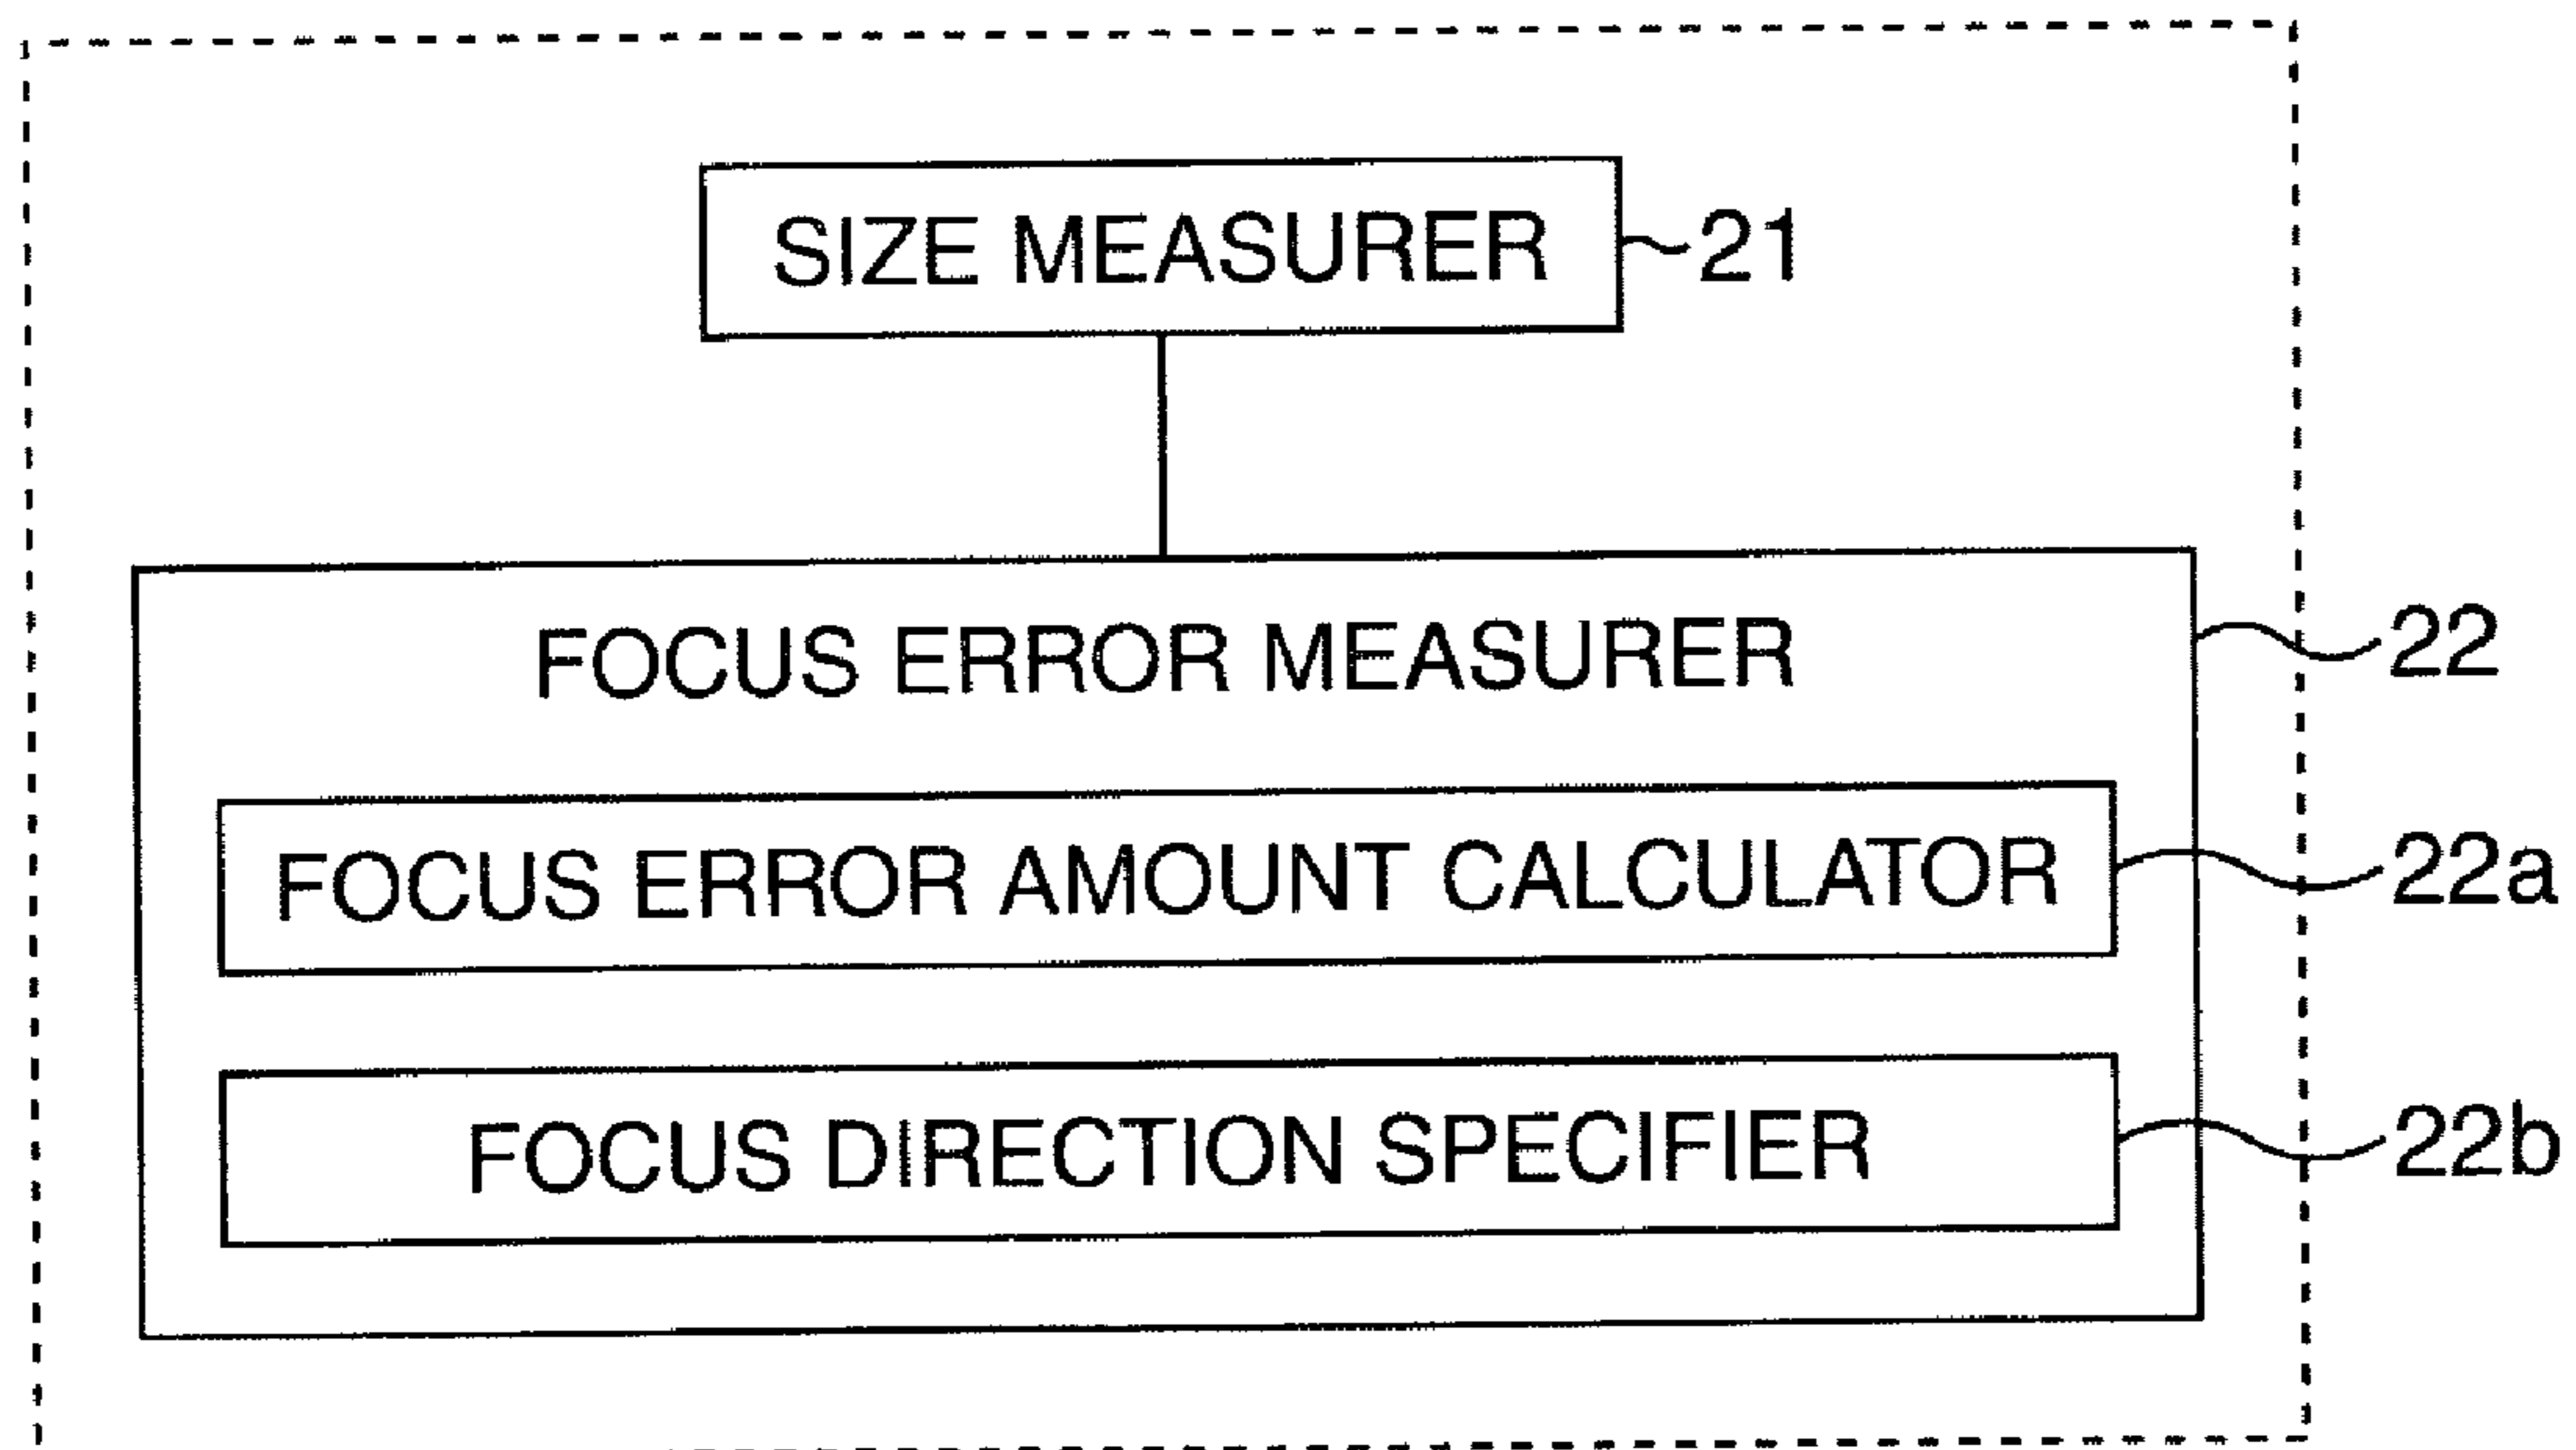 SIZE MEASURER 21
FOCUS ERROR MEASURER 22
FOCUS ERROR AMOUNT CALCULATOR 22a
FOCUS DIRECTION SPECIFIER 22b